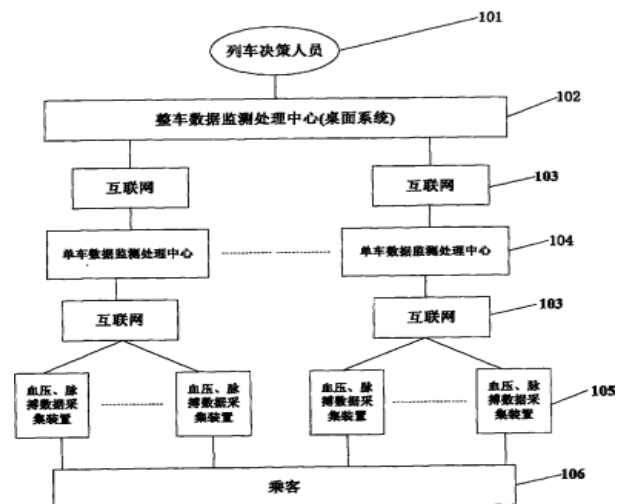 101
列车决策人员
102
整车数据监测处理中心(桌面系统)
互联网
互联网
103
单车数据监测处理中心
单车数据监测处理中心
104
互联网
互联网
103
血压、脉
搏数据采
集装置
血压、脉
搏数据采
集装置
血压、脉
搏数据采
集装置
血压、脉
搏数据采
集装置
105
乘客
106